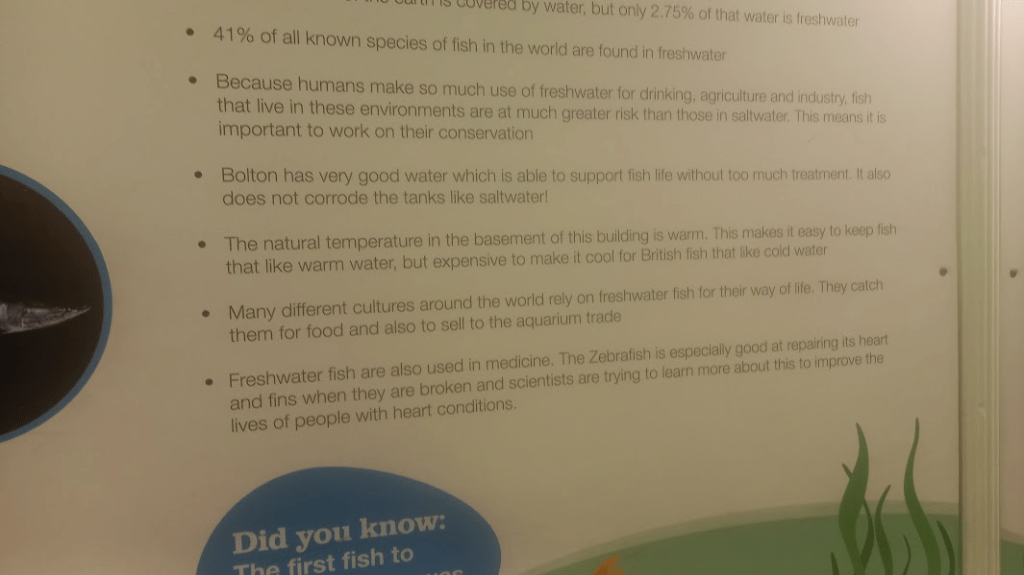 of the earth is covered by water, but only 2.75% of that water is freshwater
• 41% of all known species of fish in the world are found in freshwater
• Because humans make so much use of freshwater for drinking, agriculture and industry, fish
that live in these environments are at much greater risk than those in saltwater. This means it is
important to work on their conservation
• Bolton has very good water which is able to support fish life without too much treatment. It also
does not corrode the tanks like saltwater!
• The natural temperature in the basement of this building is warm. This makes it easy to keep fish
that like warm water, but expensive to make it cool for British fish that like cold water
• Many different cultures around the world rely on freshwater fish for their way of life. They catch
them for food and also to sell to the aquarium trade
• Freshwater fish are also used in medicine. The Zebrafish is especially good at repairing its heart
and fins when they are broken and scientists are trying to learn more about this to improve the
lives of people with heart conditions.
Did you know:
The first fish to